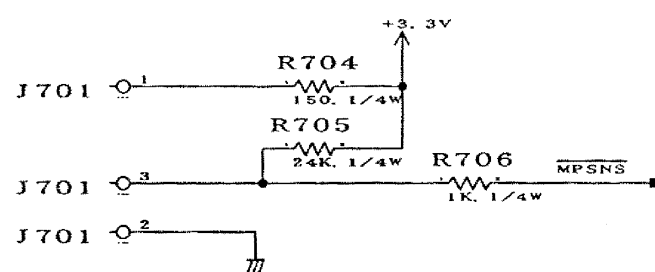 +3. 3V
R704
J701 1
150. 1/4W
R705
24K. 1/4W
R706
MPSNS
J701 3
1K. 1/4W
J701 2